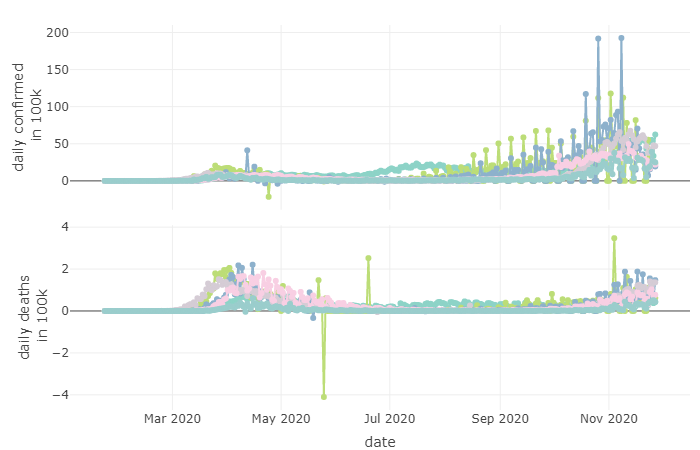 200
150
100
50
0
daily confirmed
in 100k
4
2
0
−2
−4
daily deaths
in 100k
Mar 2020
May 2020
Jul 2020
Sep 2020
Nov 2020
date